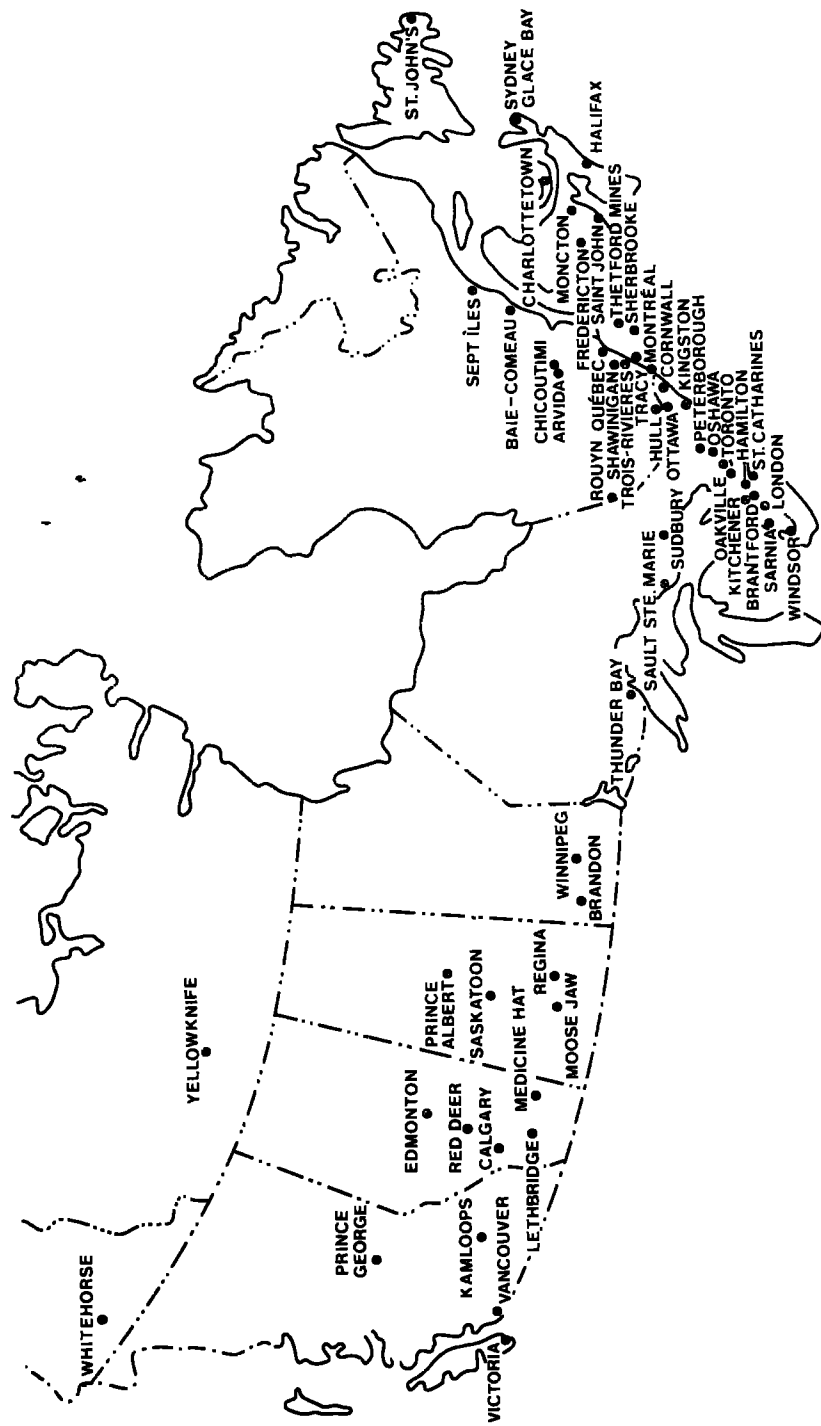 WHITEHORSE
YELLOWKNIFE
PRINCE
GEORGE
KAMLOOPS
VANCOUVER
VICTORIA
EDMONTON
RED DEER
CALGARY
LETHBRIDGE
MEDICINE HAT
PRINCE
ALBERT
SASKATOON
REGINA
MOOSE JAW
WINNIPEG
BRANDON
THUNDER BAY
SAULT STE. MARIE
SUDBURY
OAKVILLE
KITCHENER
BRANTFORD
SARNIA
WINDSOR
LONDON
ST. CATHARINES
HAMILTON
TORONTO
OSHAWA
PETERBOROUGH
KINGSTON
OTTAWA
CORNWALL
HULL
MONTRÉAL
TRACY
SHERBROOKE
TROIS-RIVIERES
THETFORD MINES
SHAWINIGAN
ROUYN
QUÉBEC
SAINT JOHN
FREDERICTON
MONCTON
CHARLOTTETOWN
CHICOUTIMI
ARVIDA
BAIE-COMEAU
SEPT ÎLES
HALIFAX
SYDNEY
GLACE BAY
ST. JOHN'S